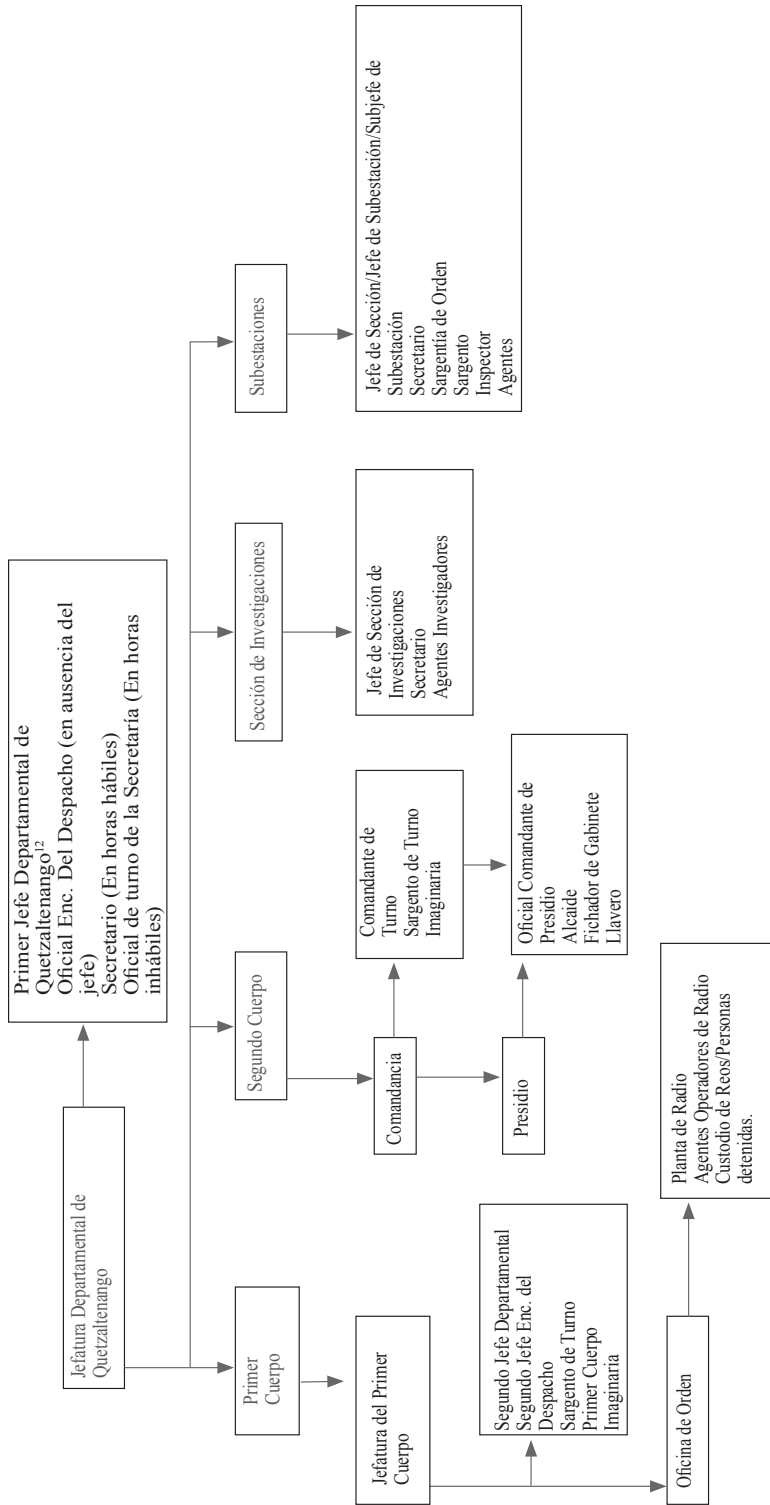 Jefatura Departamental de
Quetzaltenango
Primer Jefe Departamental de
Quetzaltenango12
Oficial Enc. Del Despacho (en ausencia del
jefe)
Secretario (En horas hábiles)
Oficial de turno de la Secretaría (En horas
inhábiles)
Primer
Cuerpo
Segundo Cuerpo
Sección de Investigaciones
Subestaciones
Jefatura del Primer
Cuerpo
Segundo Jefe Departamental
Segundo Jefe Enc. del
Despacho
Sargento de Turno
Primer Cuerpo
Imaginaria
Oficina de Orden
Planta de Radio
Agentes Operadores de Radio
Custodio de Reos/Personas
detenidas.
Comandancia
Comandante de
Turno
Sargento de Turno
Imaginaria
Presidio
Oficial Comandante de
Presidio
Alcaide
Fichador de Gabinete
Llavero
Jefe de Sección de
Investigaciones
Secretario
Agentes Investigadores
Jefe de Sección/Jefe de Subestación/Subjefe de
Subestación
Secretario
Sargentia de Orden
Sargento
Inspector
Agentes